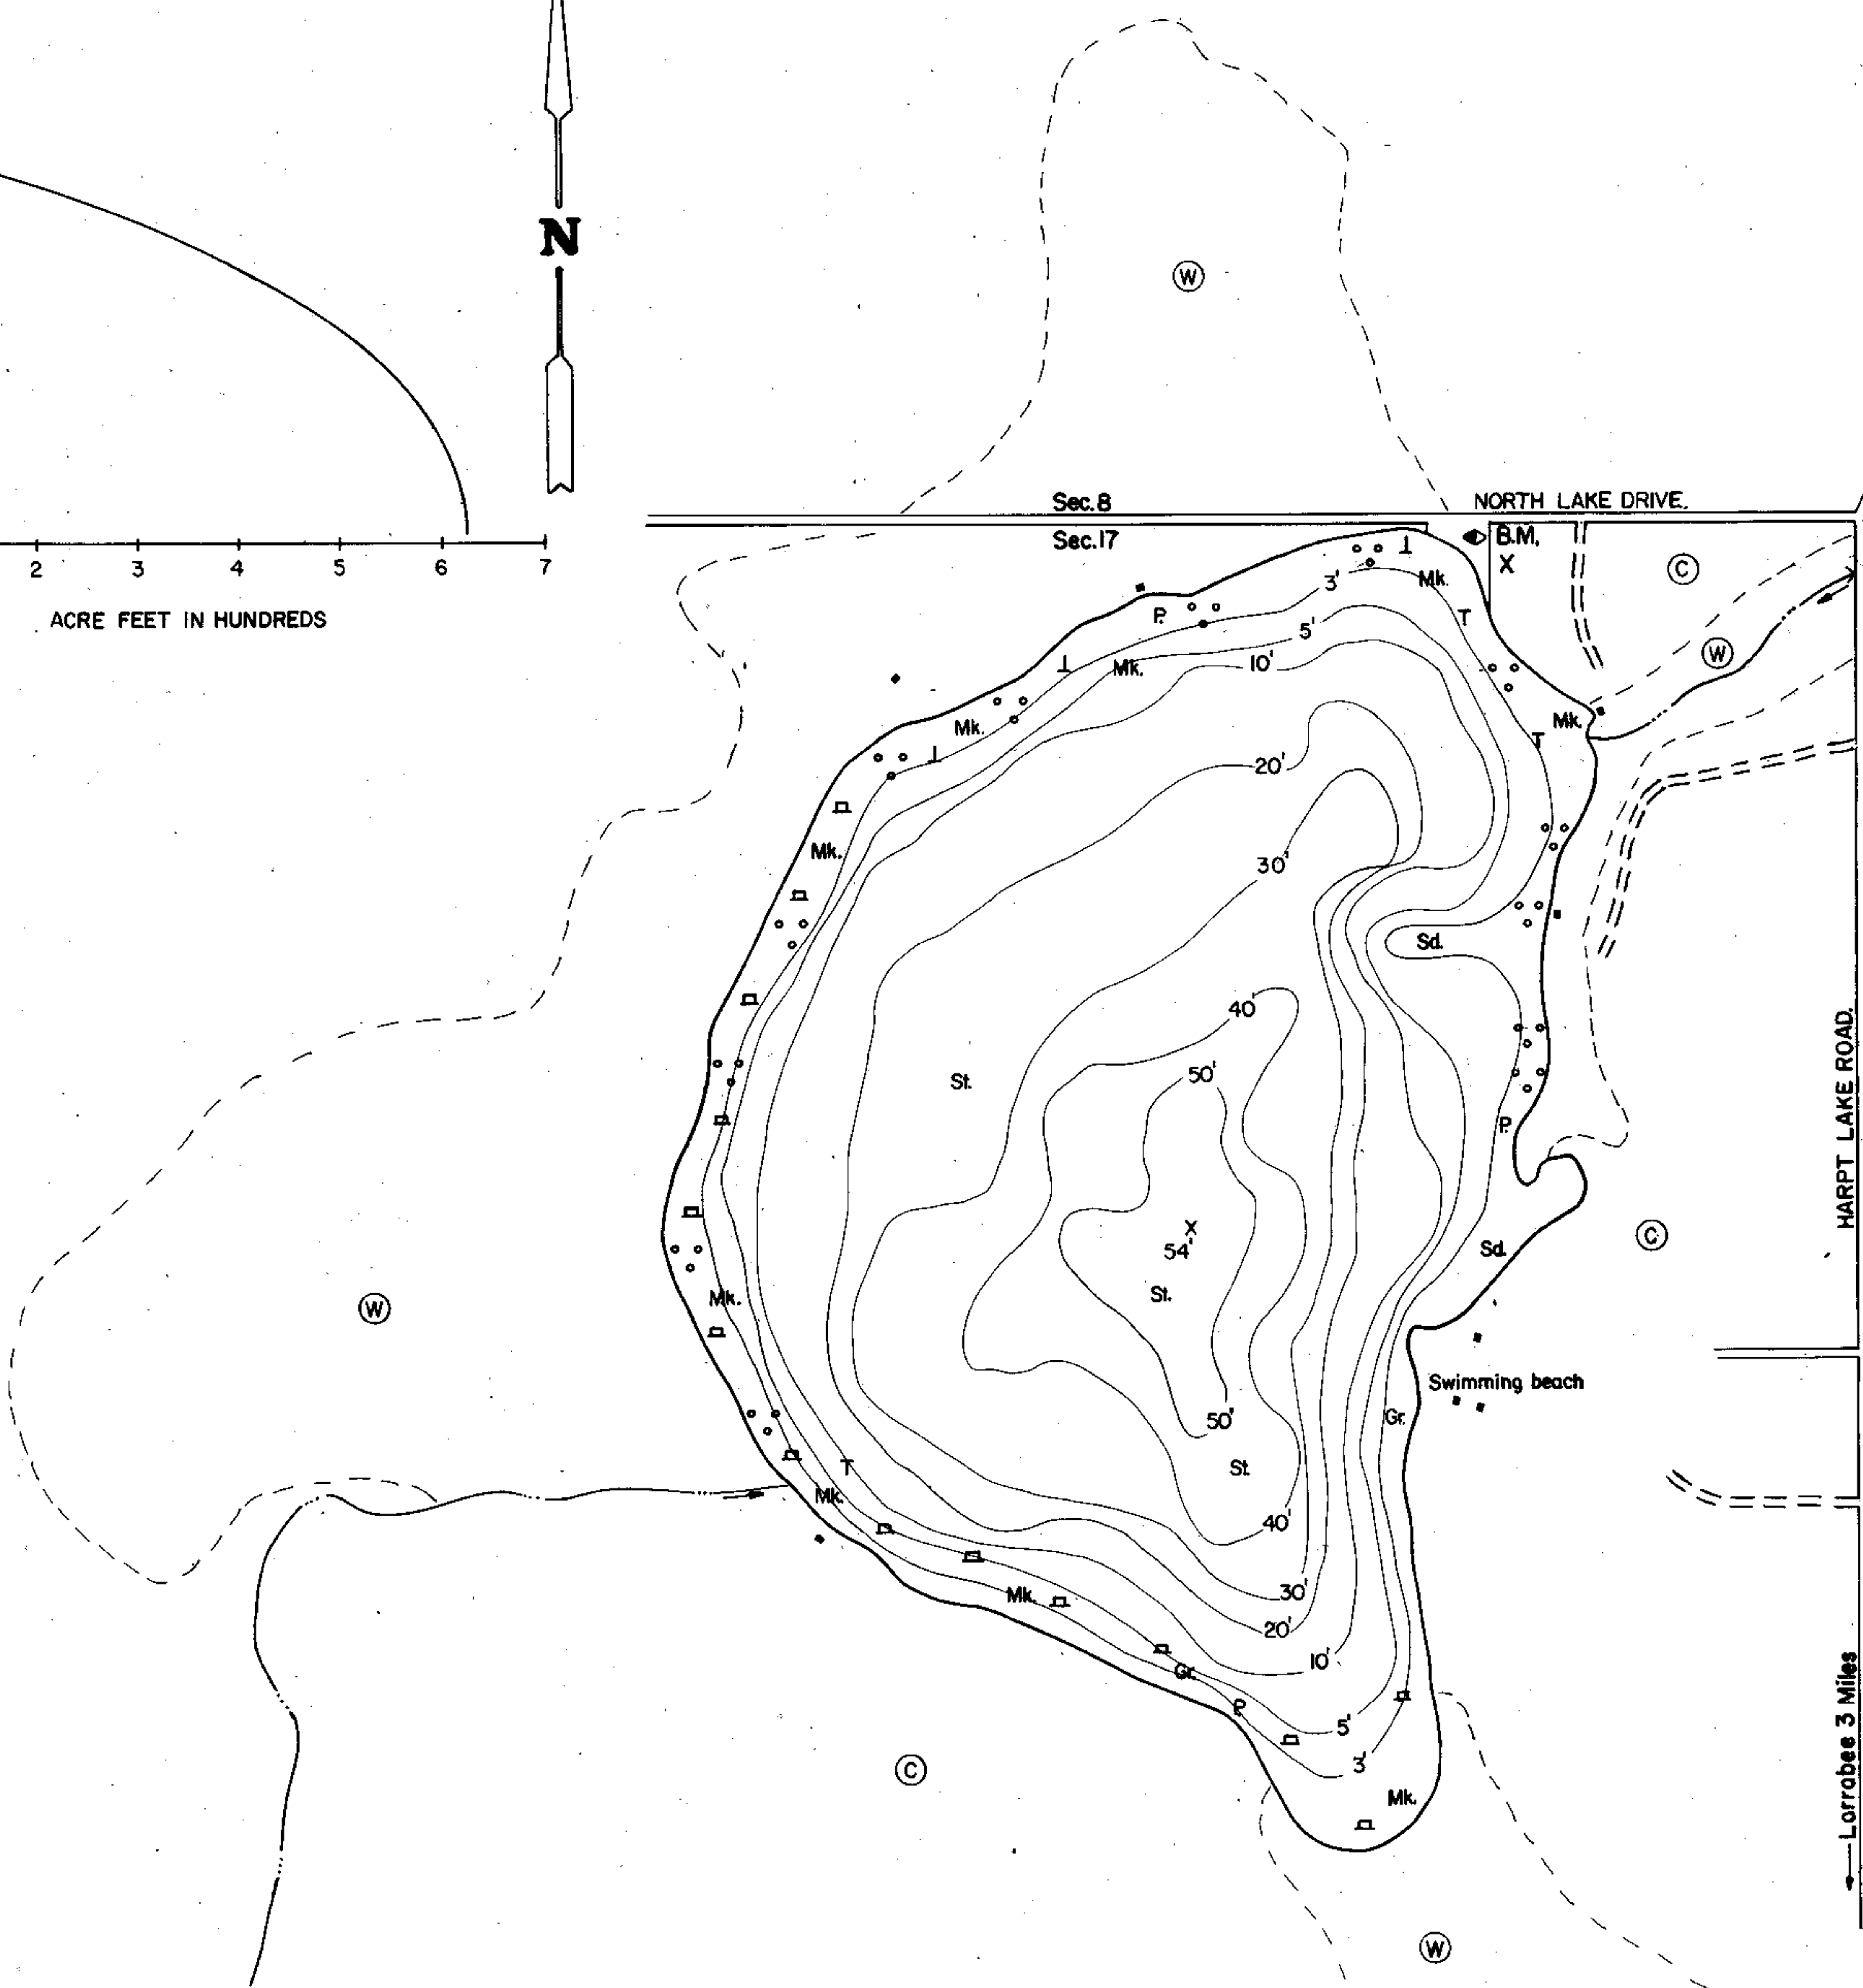 N
W
Sec. 8
NORTH LAKE DRIVE.
Sec. 17
B.M.
X
2 3 4 5 6 7
ACRE FEET IN HUNDREDS
C
3'
Mk.
T
P.
5'
10'
Mk.
W
Mk.
Mk.
T
20'
Mk.
30'
Sd.
40'
HARPT LAKE ROAD.
St.
50'
P.
X
54'
C
Sd.
St.
Mk.
W
Swimming beach
Gr.
50'
St.
T
Mk.
40'
30'
Mk.
20'
10'
Gr.
P.
5'
3'
Larrabee 3 Miles
C
Mk.
W